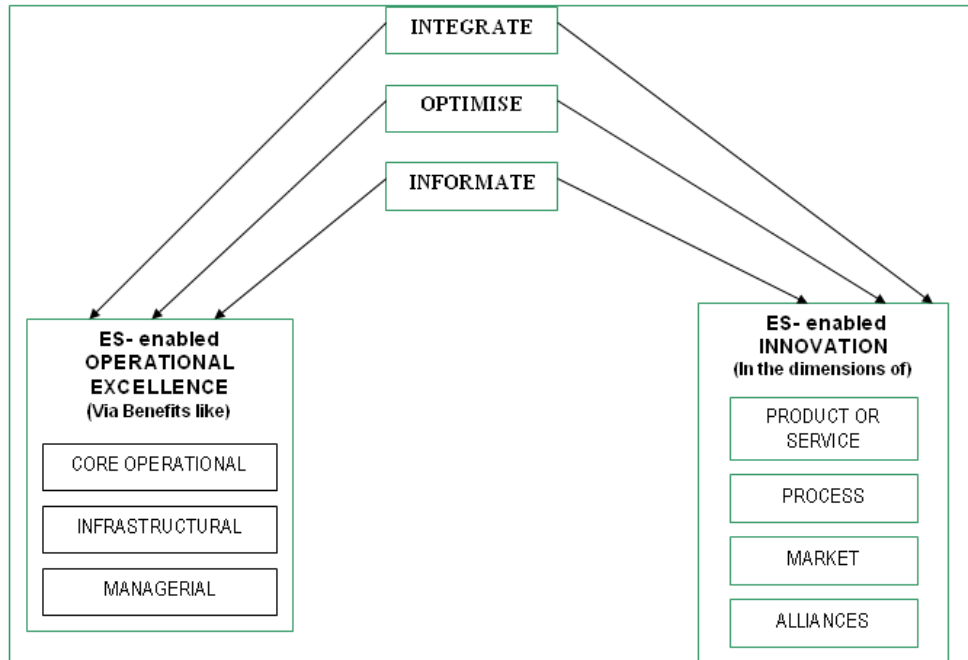 INTEGRATE
OPTIMISE
INFORMATE
ES- enabled
OPERATIONAL
EXCELLENCE
(Via Benefits like)
CORE OPERATIONAL
INFRASTRUCTURAL
MANAGERIAL
ES- enabled
INNOVATION
(In the dimensions of)
PRODUCT OR
SERVICE
PROCESS
MARKET
ALLIANCES